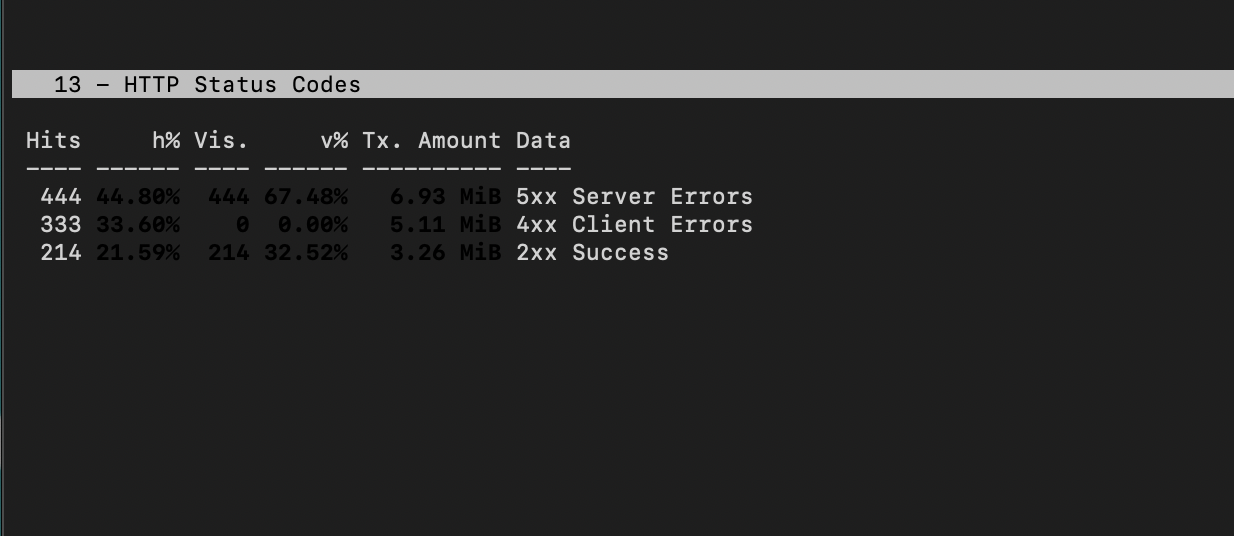 13 - HTTP Status Codes
Hits h% Vis. v% Tx. Amount Data
---- ------ ---- ------ ---------- ----
444 44.80% 444 67.48% 6.93 MiB 5xx Server Errors
333 33.60% 0 0.00% 5.11 MiB 4xx Client Errors
214 21.59% 214 32.52% 3.26 MiB 2xx Success